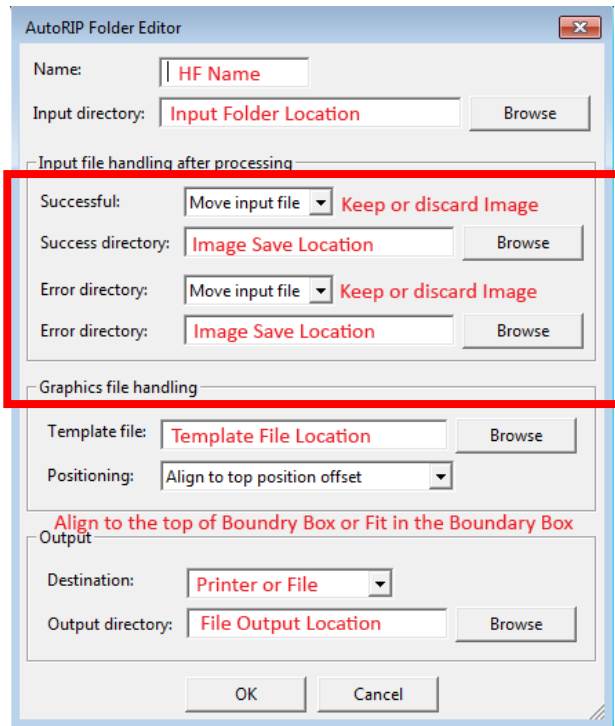 AutoRIP Folder Editor
Name: HF Name
Input directory: Input Folder Location Browse
Input file handling after processing
Successful: Move input file Keep or discard Image
Success directory: Image Save Location Browse
Error directory: Move input file Keep or discard Image
Error directory: Image Save Location Browse
Graphics file handling
Template file: Template File Location Browse
Positioning: Align to top position offset
Align to the top of Boundry Box or Fit in the Boundary Box
Output
Destination: Printer or File
Output directory: File Output Location Browse
OK Cancel